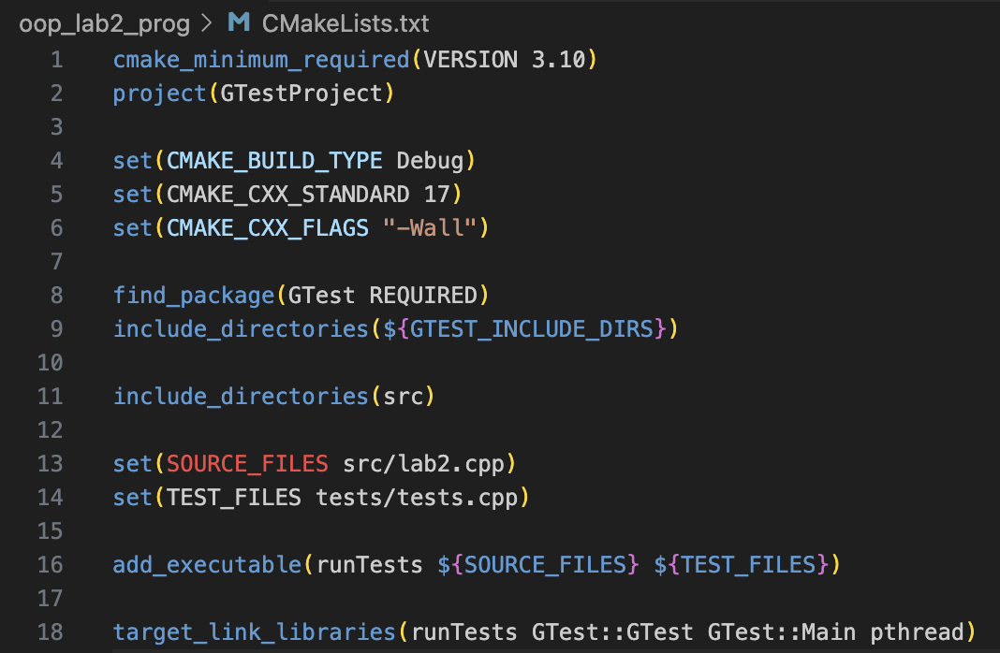 oop_lab2_prog > M CMakeLists.txt
1 cmake_minimum_required(VERSION 3.10)
2 project(GTestProject)
3
4 set(CMAKE_BUILD_TYPE Debug)
5 set(CMAKE_CXX_STANDARD 17)
6 set(CMAKE_CXX_FLAGS "-Wall")
7
8 find_package(GTest REQUIRED)
9 include_directories(${GTEST_INCLUDE_DIRS})
10
11 include_directories(src)
12
13 set(SOURCE_FILES src/lab2.cpp)
14 set(TEST_FILES tests/tests.cpp)
15
16 add_executable(runTests ${SOURCE_FILES} ${TEST_FILES})
17
18 target_link_libraries(runTests GTest::GTest GTest::Main pthread)